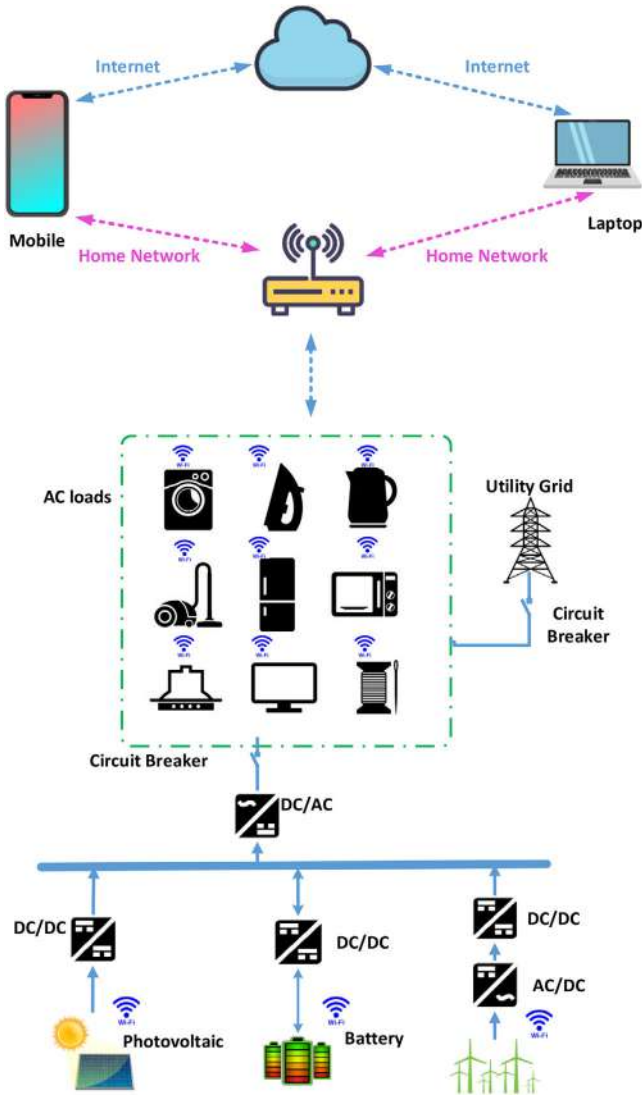 Internet
Internet
Mobile
Laptop
Home Network
Home Network
AC loads
Wi-Fi
Wi-Fi
Wi-Fi
Utility Grid
Wi-Fi
Wi-Fi
Wi-Fi
Circuit
Breaker
Wi-Fi
Wi-Fi
Wi-Fi
Circuit Breaker
DC/AC
DC/DC
DC/DC
DC/DC
AC/DC
Wi-Fi
Photovoltaic
Wi-Fi
Battery
Wi-Fi